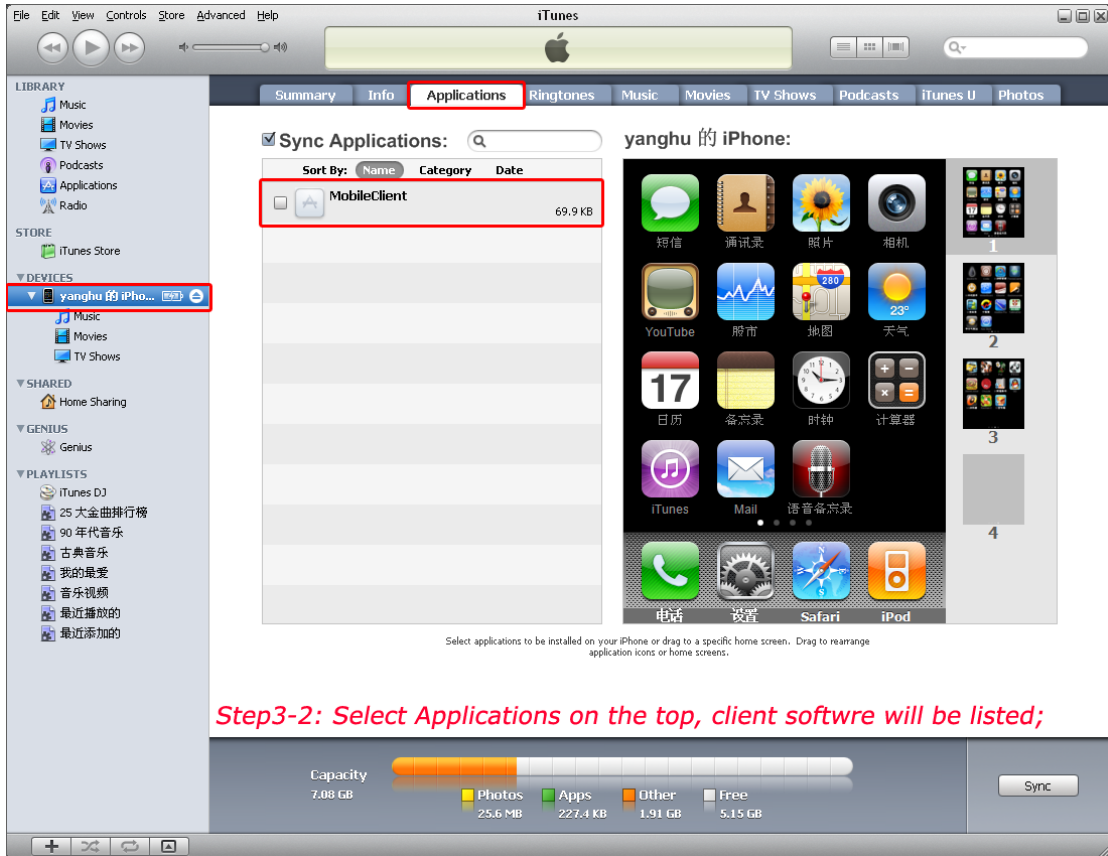 File Edit View Controls Store Advanced Help
iTunes
LIBRARY
Music
Movies
TV Shows
Podcasts
Applications
Radio
STORE
iTunes Store
DEVICES
yanghu 的 iPho...
Music
Movies
TV Shows
SHARED
Home Sharing
GENIUS
Genius
PLAYLISTS
iTunes DJ
25 大金曲排行榜
90 年代音乐
古典音乐
我的最爱
音乐视频
最近播放的
最近添加的
Summary Info Applications Ringtones Music Movies TV Shows Podcasts iTunes U Photos
Sync Applications:
Sort By: Name Category Date
MobileClient
69.9 KB
yanghu 的 iPhone:
短信 通讯录 照片 相机
280
23°
YouTube 股市 地图 天气
17
日历 备忘录 时钟 计算器
iTunes Mail 语音备忘录
电话 设置 Safari iPod
1
2
3
4
Select applications to be installed on your iPhone or drag to a specific home screen. Drag to rearrange
application icons or home screens.
Step3-2: Select Applications on the top, client softwre will be listed;
Capacity
7.08 GB
Photos Apps Other Free
25.6 MB 227.4 KB 1.91 GB 5.15 GB
Sync